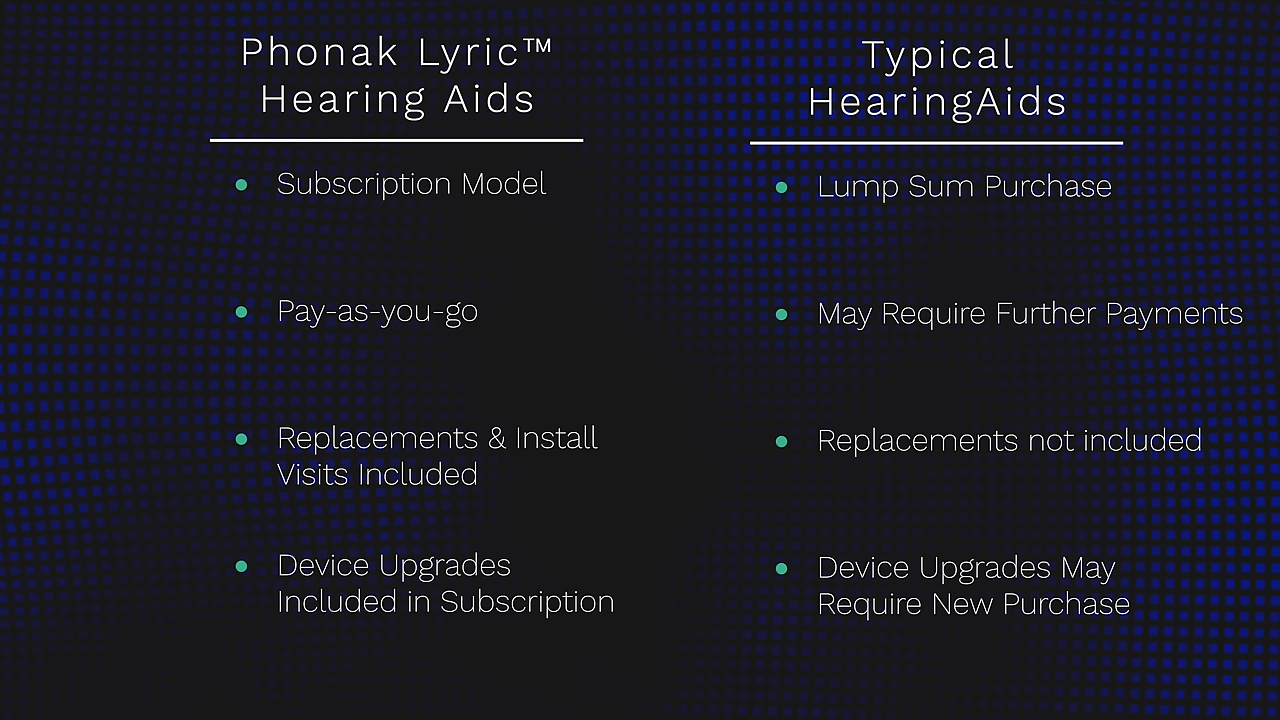 Phonak Lyric™
Hearing Aids
Subscription Model
Pay-as-you-go
Replacements & Install
Visits Included
Device Upgrades
Included in Subscription
Typical
HearingAids
Lump Sum Purchase
May Require Further Payments
Replacements not included
Device Upgrades May
Require New Purchase